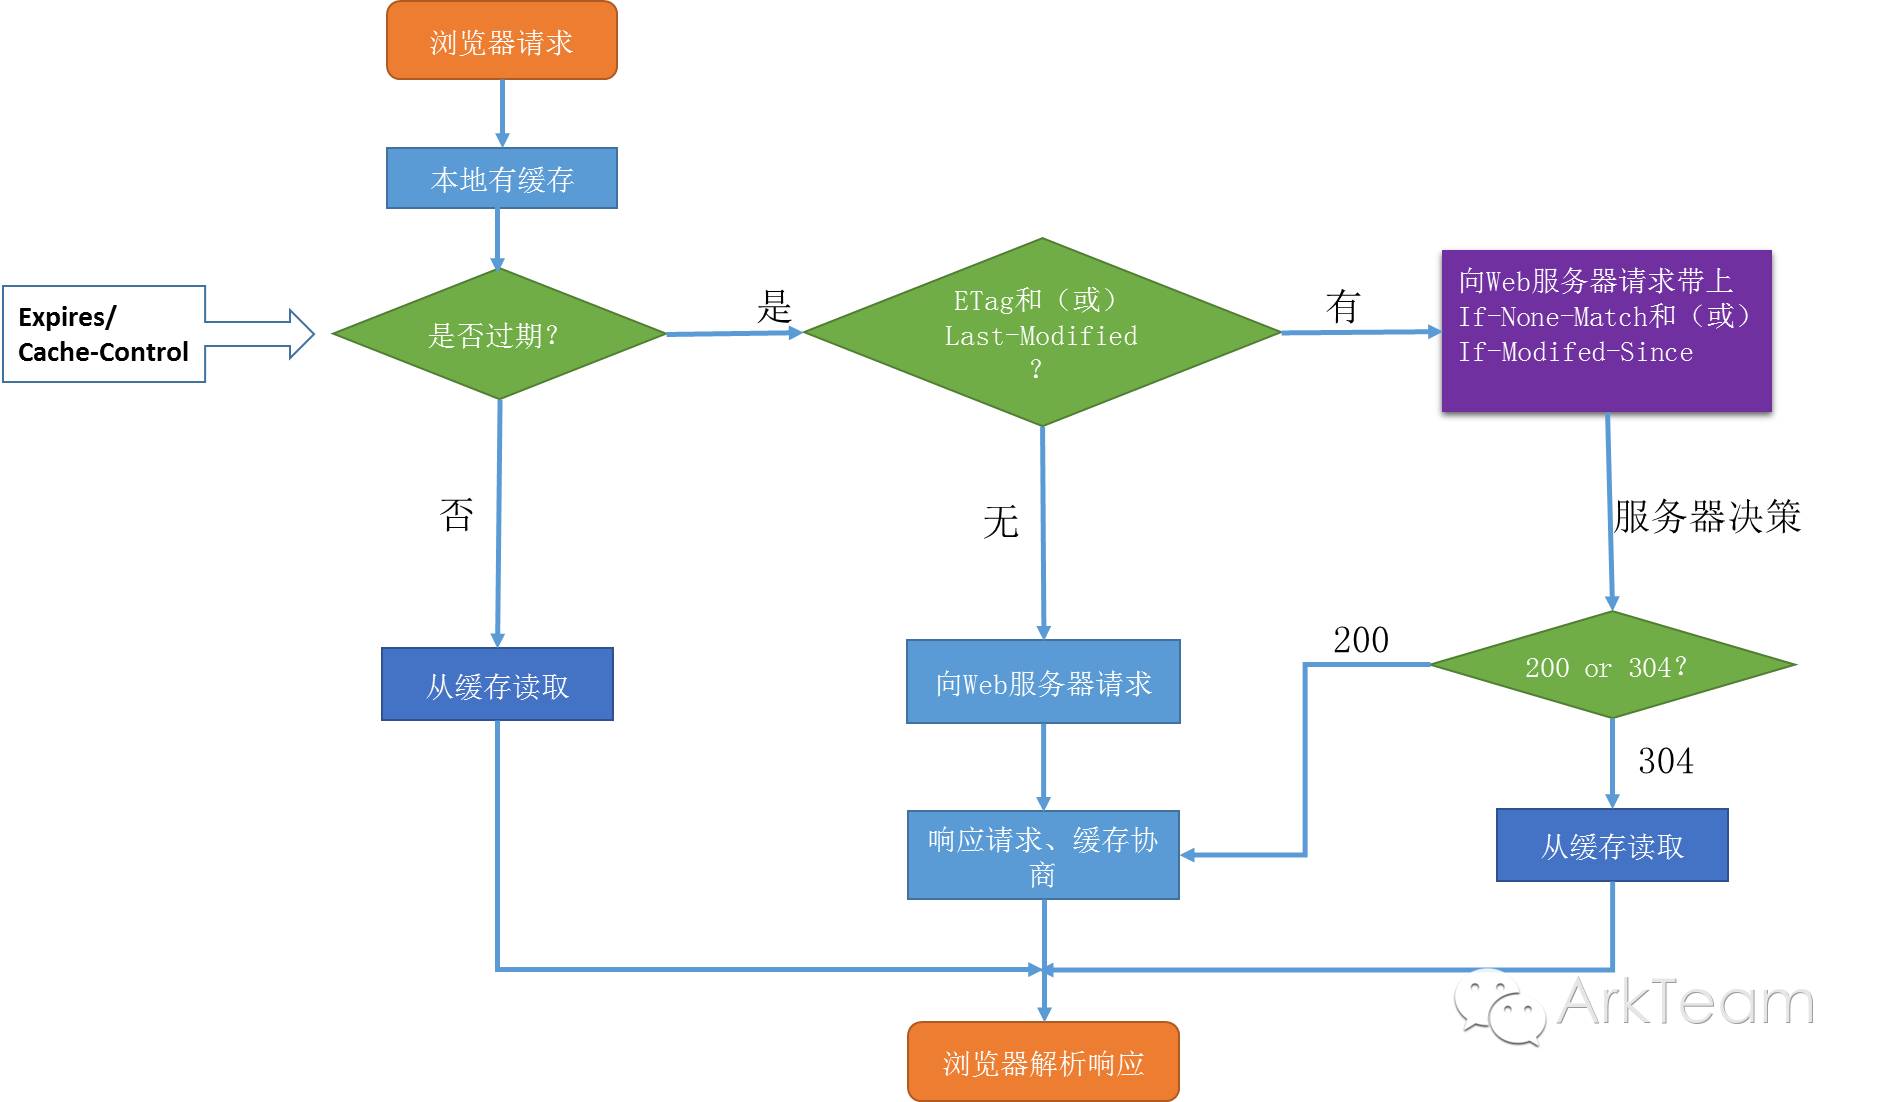 浏览器请求
本地有缓存
Expires/
Cache-Control
是否过期？
是
ETag和（或）
Last-Modified
？
有
向Web服务器请求带上
If-None-Match和（或）
If-Modifed-Since
否
无
服务器决策
从缓存读取
向Web服务器请求
200
200 or 304？
304
响应请求、缓存协
商
从缓存读取
浏览器解析响应
ArkTeam